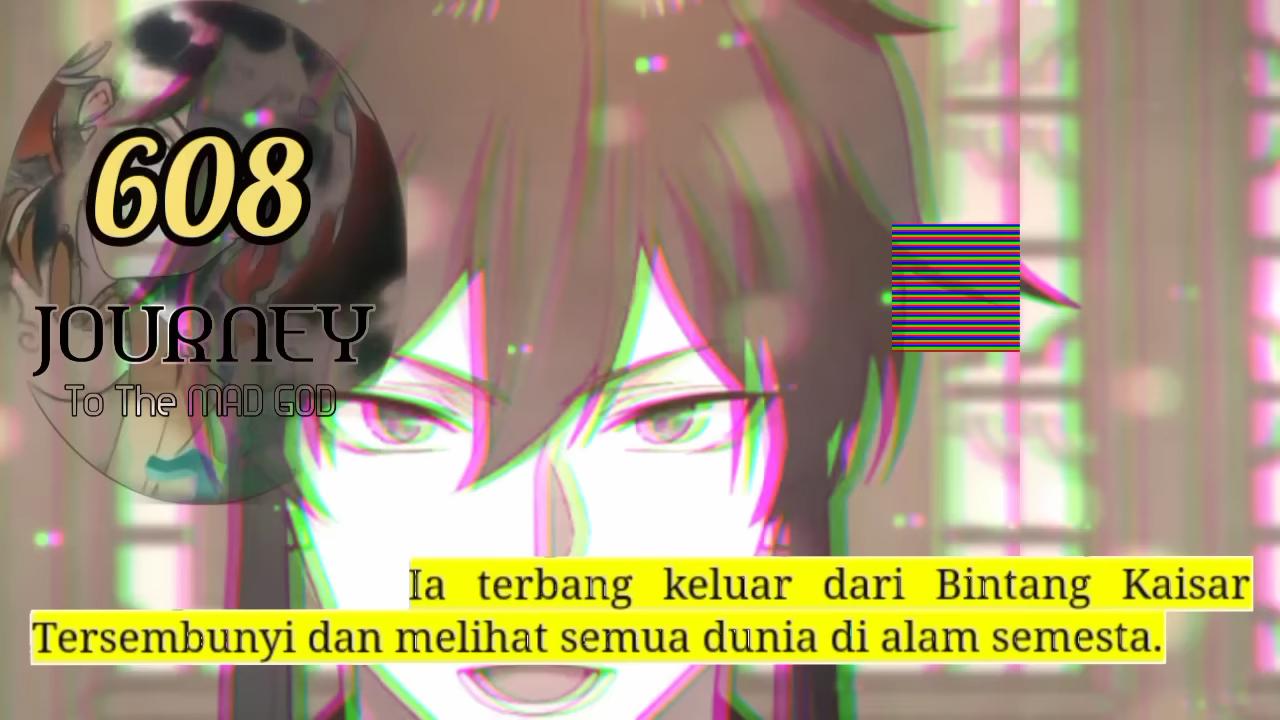 608
JOURNEY
To The MAD GOD
Ia terbang keluar dari Bintang Kaisar
Tersembunyi dan melihat semua dunia di alam semesta.